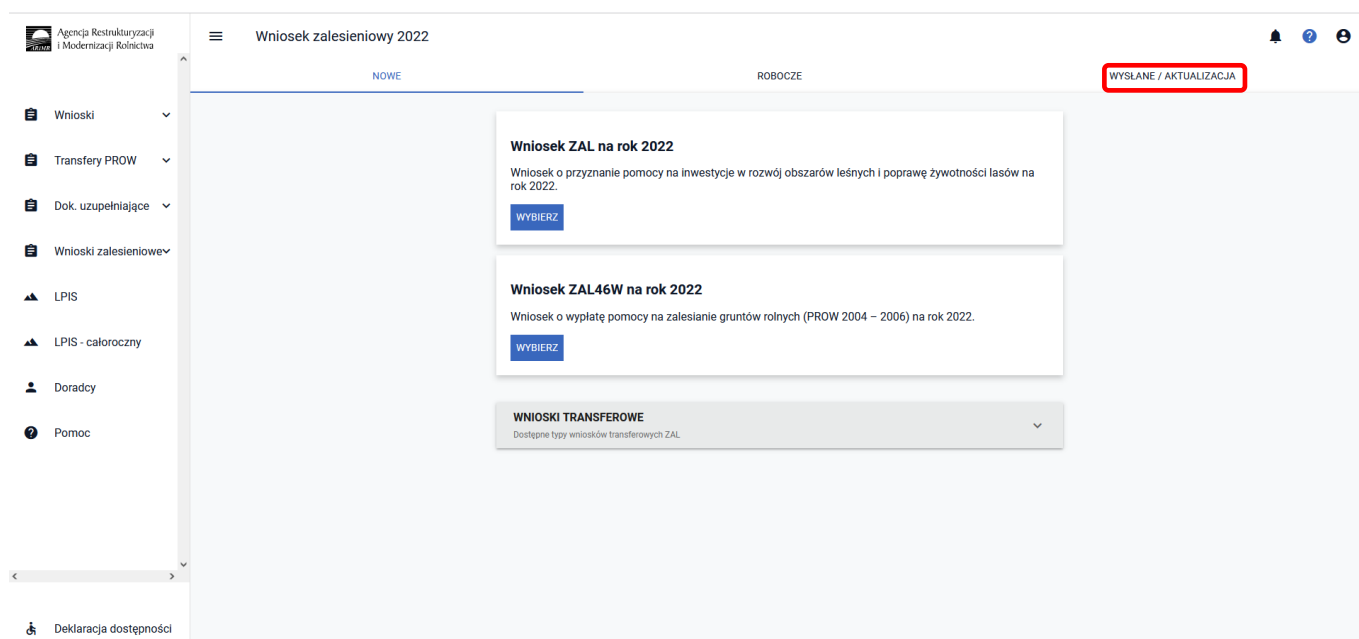 Agencja Restrukturyzacji
i Modernizacji Rolnictwa
ARiMR
Wniosek zalesieniowy 2022
NOWE
ROBOCZE
WYSŁANE / AKTUALIZACJA
Wnioski
Transfery PROW
Dok. uzupełniające
Wnioski zalesieniowe
LPIS
LPIS - całoroczny
Doradcy
Pomoc
Deklaracja dostępności
Wniosek ZAL na rok 2022
Wniosek o przyznanie pomocy na inwestycje w rozwój obszarów leśnych i poprawę żywotności lasów na
rok 2022.
WYBIERZ
Wniosek ZAL46W na rok 2022
Wniosek o wypłatę pomocy na zalesianie gruntów rolnych (PROW 2004 – 2006) na rok 2022.
WYBIERZ
WNIOSKI TRANSFEROWE
Dostępne typy wniosków transferowych ZAL